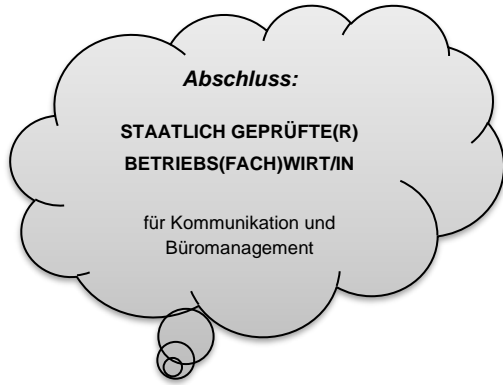 Abschluss:
STAATLICH GEPRÜFTE(R)
BETRIEBS(FACH)WIRT/IN
für Kommunikation und
Büromanagement